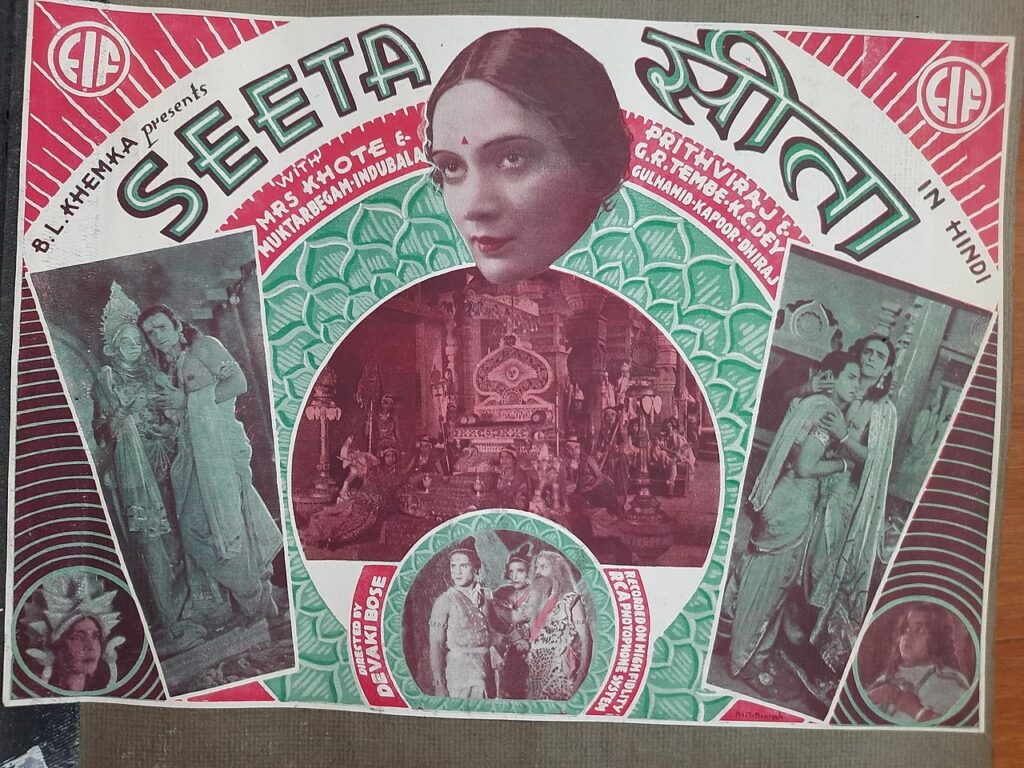 EIF
B. L. KHEMKA presents
SEETA
सीता
IN HINDI
EIF
WITH
MRS KHOTE &
MUKTARBEGAM·INDUBALA
PRITHVIRAJ &
G.R. TEMBE·K.C. DEY
GULHAMID·KAPOOR·DHIRAJ
DIRECTED BY
DEVAKI BOSE
RECORDED ON HIGH FIDLITY
RCA PHOTOPHONE SYSTEM